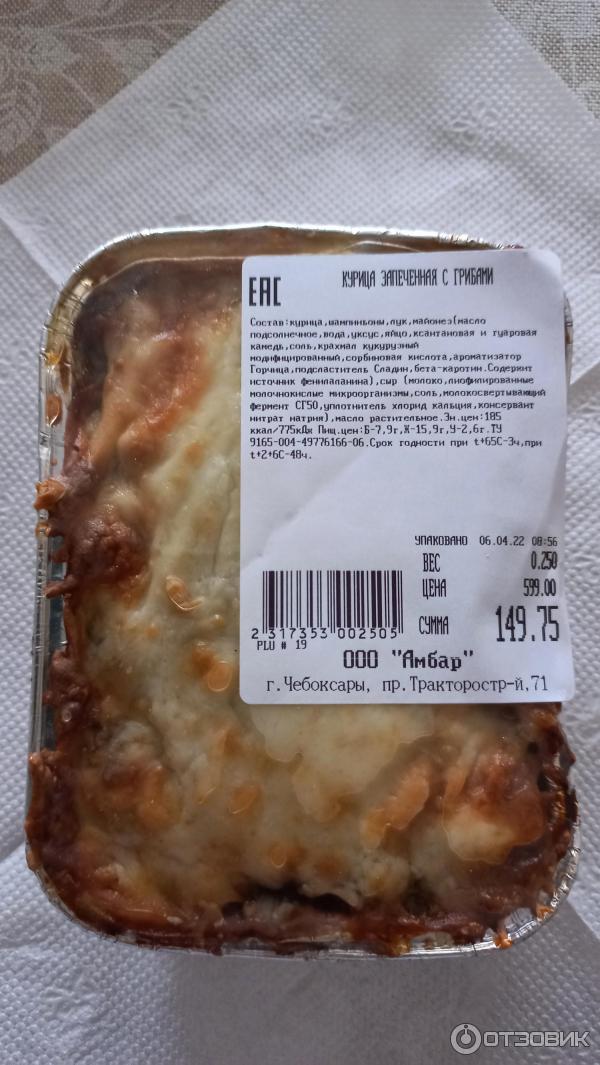 EAC
КУРИЦА ЗАПЕЧЕННАЯ С ГРИБАМИ
Состав:курица,шампиньоны,лук,майонез(масло
подсолнечное,вода,уксус,яйцо,ксантановая и гуаровая
камедь,соль,крахмал кукурузный
модифицированный,сорбиновая кислота,ароматизатор
Горчица,подсластитель Сладин,бета-каротин.Содержит
источник фенилаланина),сыр (молоко,лиофилированные
молочнокислые микроорганизмы,соль,молокосвертывающий
фермент СГ50,уплотнитель хлорид кальция,консервант
нитрат натрия),масло растительное.Эн.цен:185
ккал/775кДж Пищ.цен:Б-7,9г,Ж-15,9г,У-2,6г.ТУ
9165-004-49776166-06.Срок годности при t+65С-3ч,при
t+2+6С-48ч.
УПАКОВАНО 06.04.22 08:56
ВЕС 0.250
ЦЕНА 599.00
СУММА 149.75
2 317353 002505
PLU # 19
ООО "Амбар"
г.Чебоксары, пр.Тракторостр-й,71
ОТЗОВИК